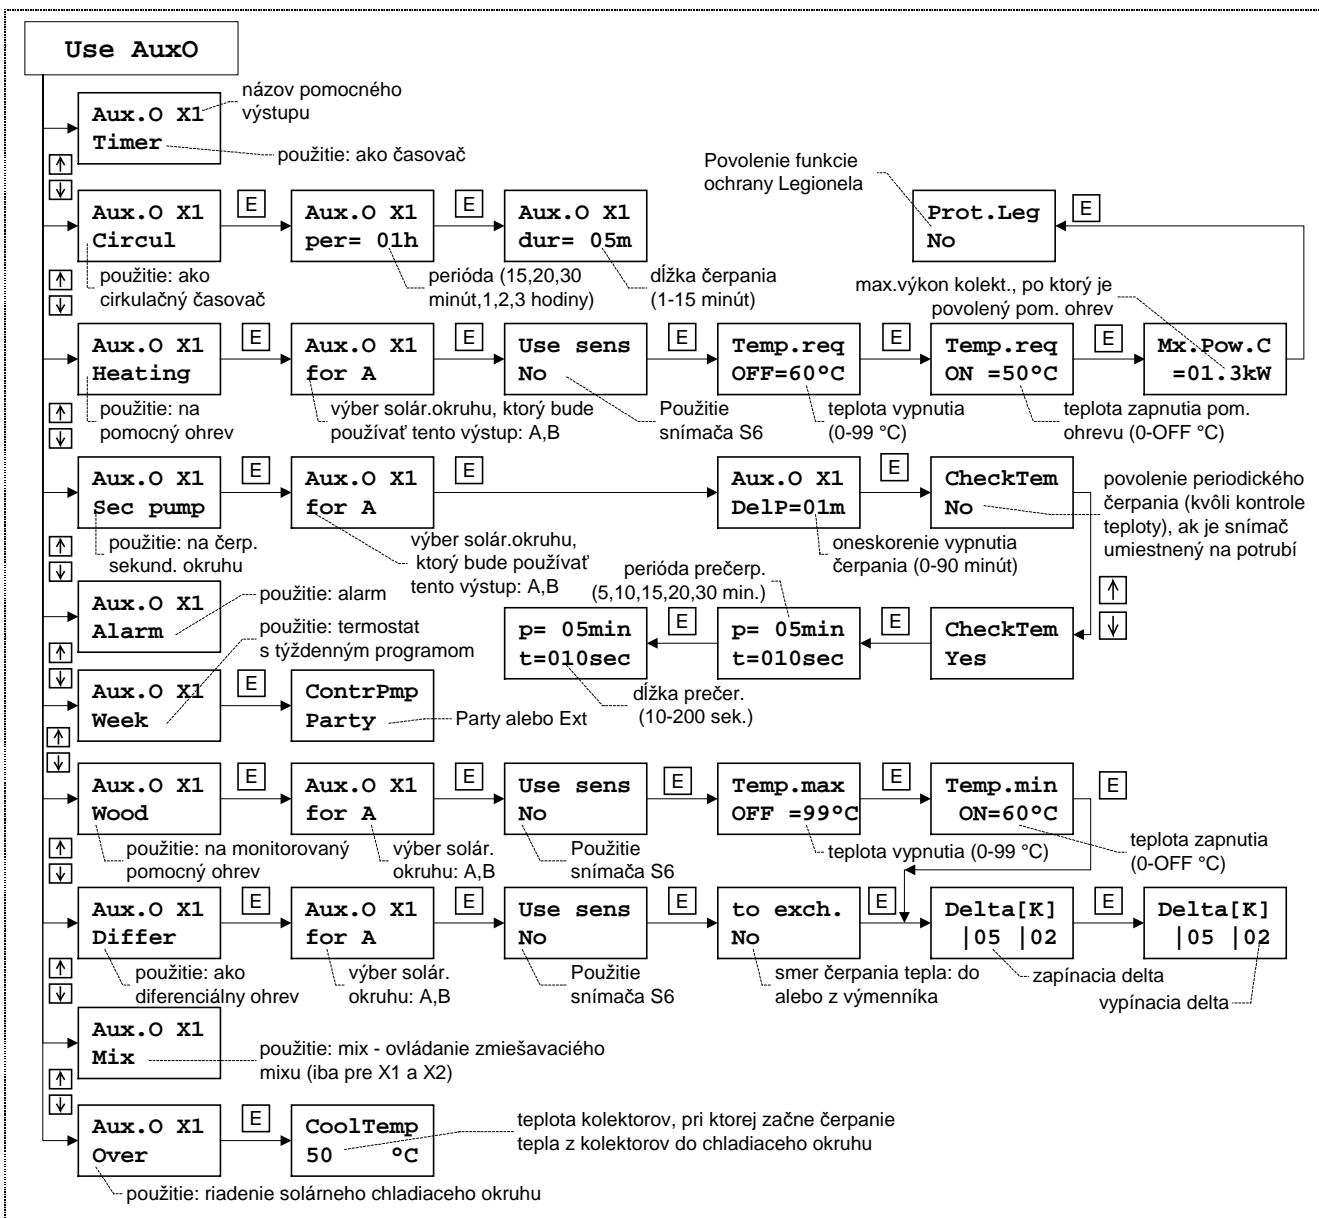 Use AuxO
Aux.O X1
Timer
názov pomocného
výstupu
použitie: ako časovač
Aux.O X1
Circul
E
Aux.O X1
per= 01h
E
Aux.O X1
dur= 05m
použitie: ako
cirkulačný časovač
perióda (15,20,30
minút,1,2,3 hodiny)
dĺžka čerpania
(1-15 minút)
Povolenie funkcie
ochrany Legionela
Prot.Leg
No
E
max.výkon kolekt., po ktorý je
povolený pom. ohrev
Aux.O X1
Heating
E
Aux.O X1
for A
E
Use sens
No
E
Temp.req
OFF=60°C
E
Temp.req
ON =50°C
E
Mx.Pow.C
=01.3kW
použitie: na
pomocný ohrev
výber solár.okruhu, ktorý bude
používať tento výstup: A,B
Použitie
snímača S6
teplota vypnutia
(0-99 °C)
teplota zapnutia pom.
ohrevu (0-OFF °C)
Aux.O X1
Sec pump
E
Aux.O X1
for A
E
Aux.O X1
DelP=01m
E
CheckTem
No
povolenie periodického
čerpania (kvôli kontrole
teploty), ak je snímač
umiestnený na potrubí
použitie: na čerp.
sekund. okruhu
výber solár.okruhu,
ktorý bude používať
tento výstup: A,B
oneskorenie vypnutia
čerpania (0-90 minút)
perióda prečerp.
(5,10,15,20,30 min.)
Aux.O X1
Alarm
použitie: alarm
p= 05min
t=010sec
E
p= 05min
t=010sec
E
CheckTem
Yes
dĺžka prečer.
(10-200 sek.)
použitie: termostat
s týždenným programom
Aux.O X1
Week
E
ContrPmp
Party
Party alebo Ext
Aux.O X1
Wood
E
Aux.O X1
for A
E
Use sens
No
E
Temp.max
OFF =99°C
E
Temp.min
ON=60°C
E
použitie: na monitorovaný
pomocný ohrev
výber solár.
okruhu: A,B
Použitie
snímača S6
teplota vypnutia (0-99 °C)
teplota zapnutia
(0-OFF °C)
Aux.O X1
Differ
E
Aux.O X1
for A
E
Use sens
No
E
to exch.
No
E
Delta[K]
|05 |02
E
Delta[K]
|05 |02
použitie: ako
diferenciálny ohrev
výber solár.
okruhu: A,B
Použitie
snímača S6
smer čerpania tepla: do
alebo z výmenníka
zapínacia delta
vypínacia delta
Aux.O X1
Mix
použitie: mix - ovládanie zmiešavaciého
mixu (iba pre X1 a X2)
Aux.O X1
Over
E
CoolTemp
50 °C
teplota kolektorov, pri ktorej začne čerpanie
tepla z kolektorov do chladiaceho okruhu
použitie: riadenie solárneho chladiaceho okruhu